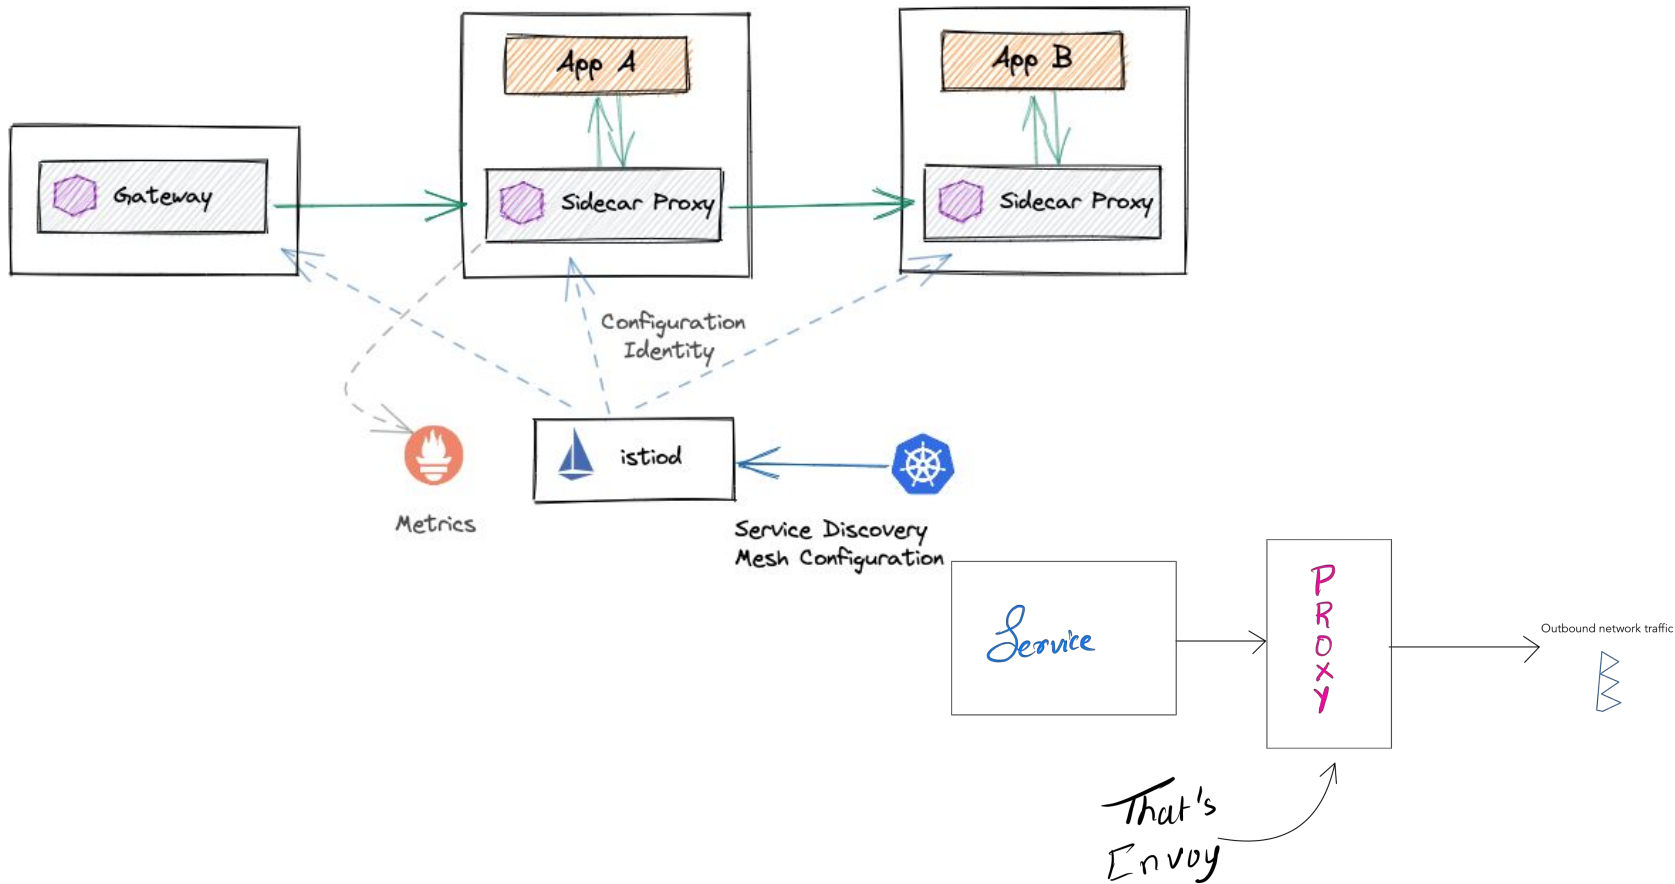 App A
App B
Gateway
Sidecar Proxy
Sidecar Proxy
Configuration
Identity
istiod
Metrics
Service Discovery
Mesh Configuration
Service
PROXY
Outbound network traffic
That's
Envoy